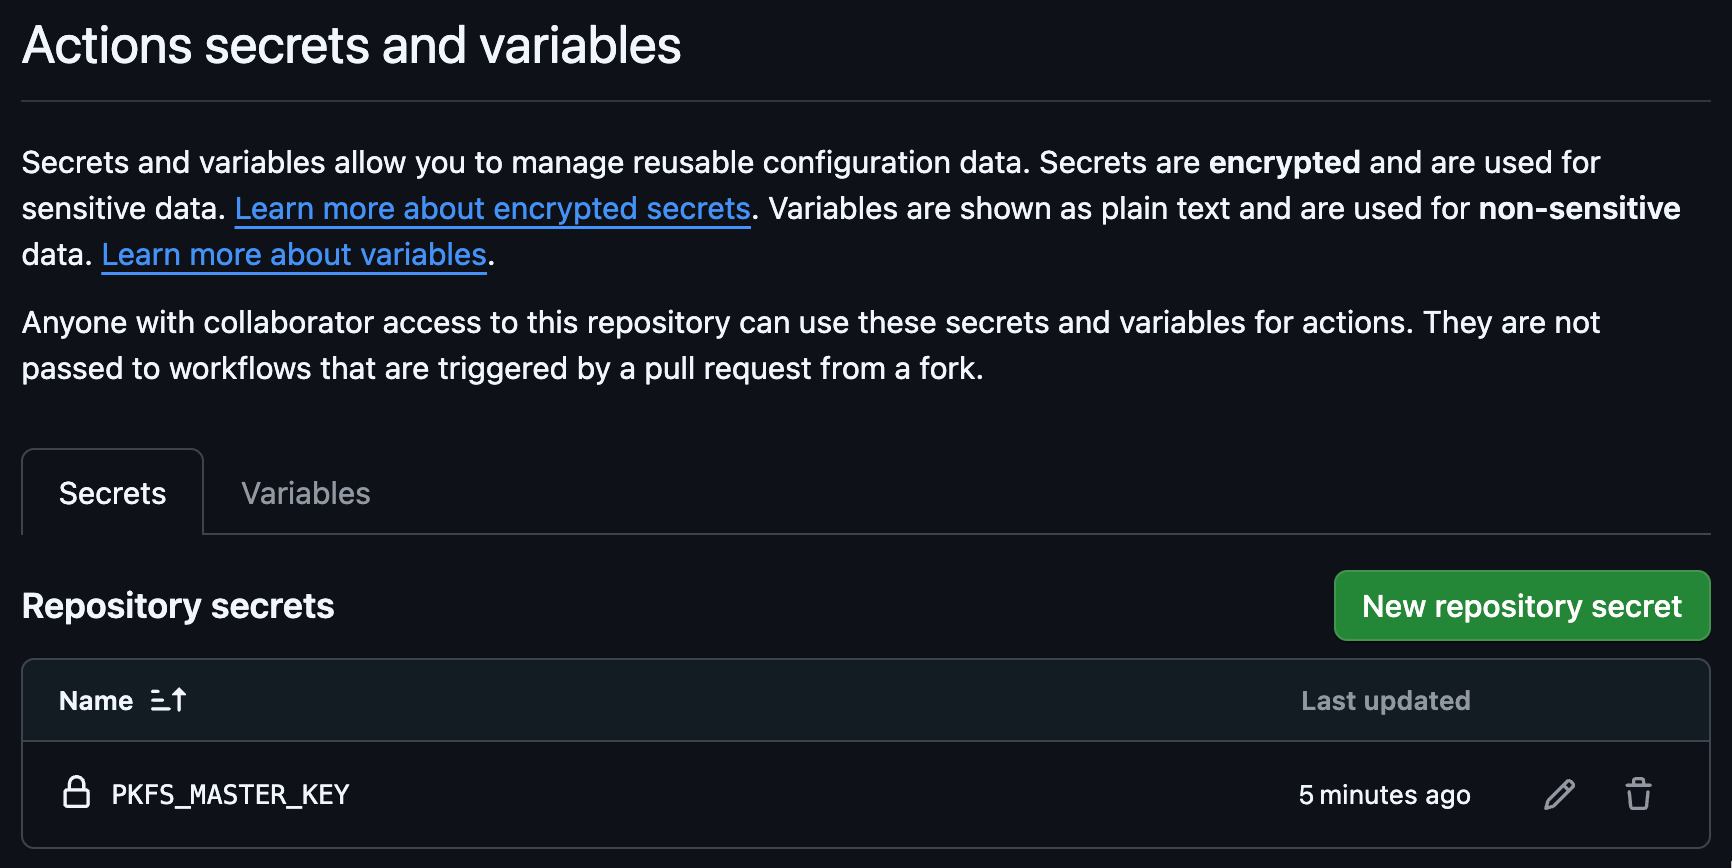 Actions secrets and variables
Secrets and variables allow you to manage reusable configuration data. Secrets are encrypted and are used for
sensitive data. Learn more about encrypted secrets. Variables are shown as plain text and are used for non-sensitive
data. Learn more about variables.
Anyone with collaborator access to this repository can use these secrets and variables for actions. They are not
passed to workflows that are triggered by a pull request from a fork.
Secrets Variables
Repository secrets New repository secret
Name Last updated
PKFS_MASTER_KEY 5 minutes ago